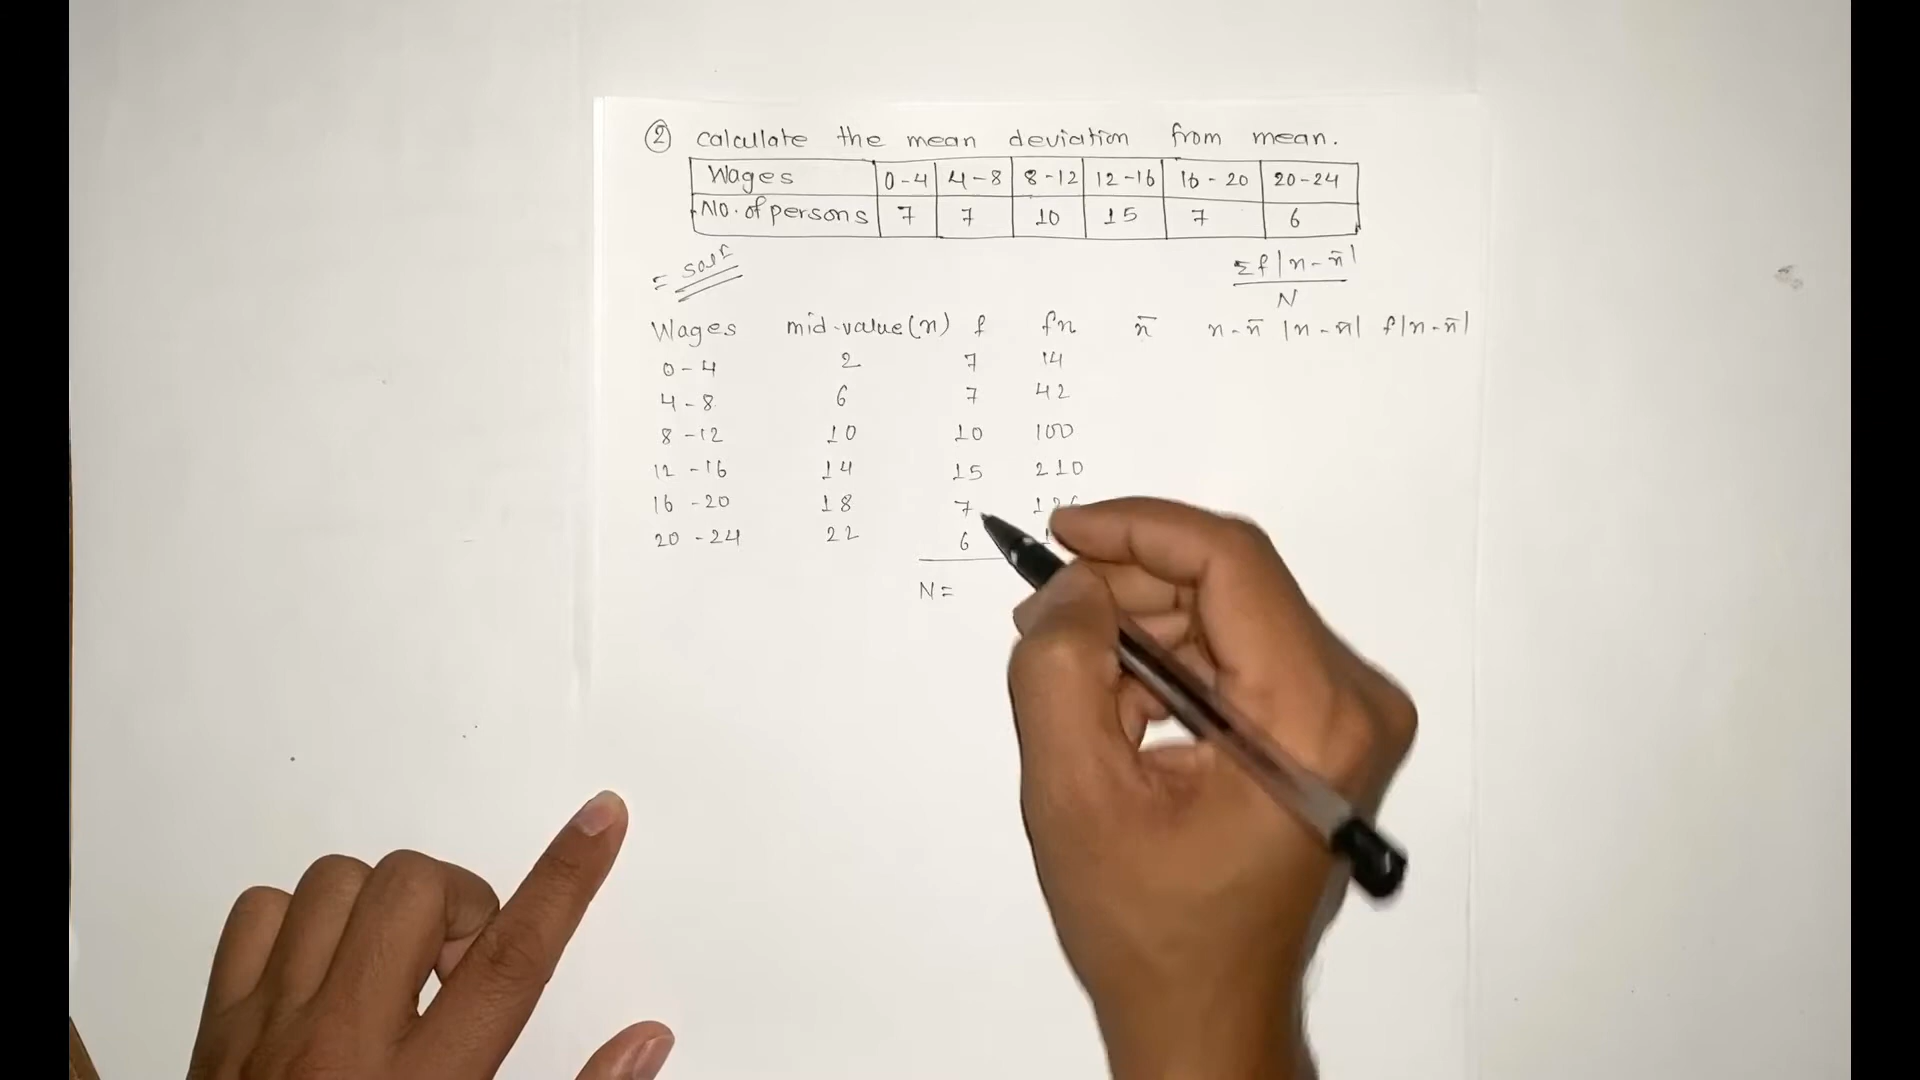 ② calculate the mean deviation from mean.
Wages 0-4 4-8 8-12 12-16 16-20 20-24
No. of persons 7 7 10 15 7 6
Σf|n-n̄|
N
Wages mid-value(n) f fn n̄ n-n̄ |n-n̄| f|n-n̄|
0-4 2 7 14
4-8 6 7 42
8-12 10 10 100
12-16 14 15 210
16-20 18 7
20-24 22 6
N=